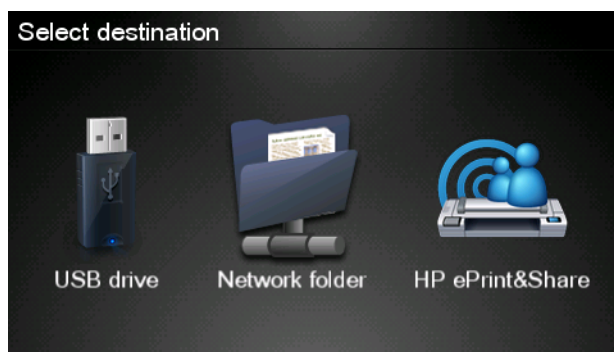 Select destination
USB drive
Network folder
HP ePrint&Share